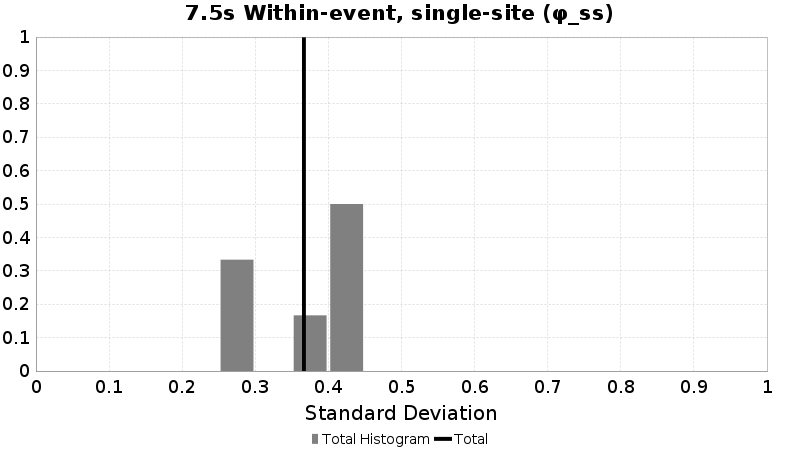 7.5s Within-event, single-site (φ_ss)
1
0.9
0.8
0.7
0.6
0.5
0.4
0.3
0.2
0.1
0
0 0.1 0.2 0.3 0.4 0.5 0.6 0.7 0.8 0.9 1
Standard Deviation
Total Histogram Total